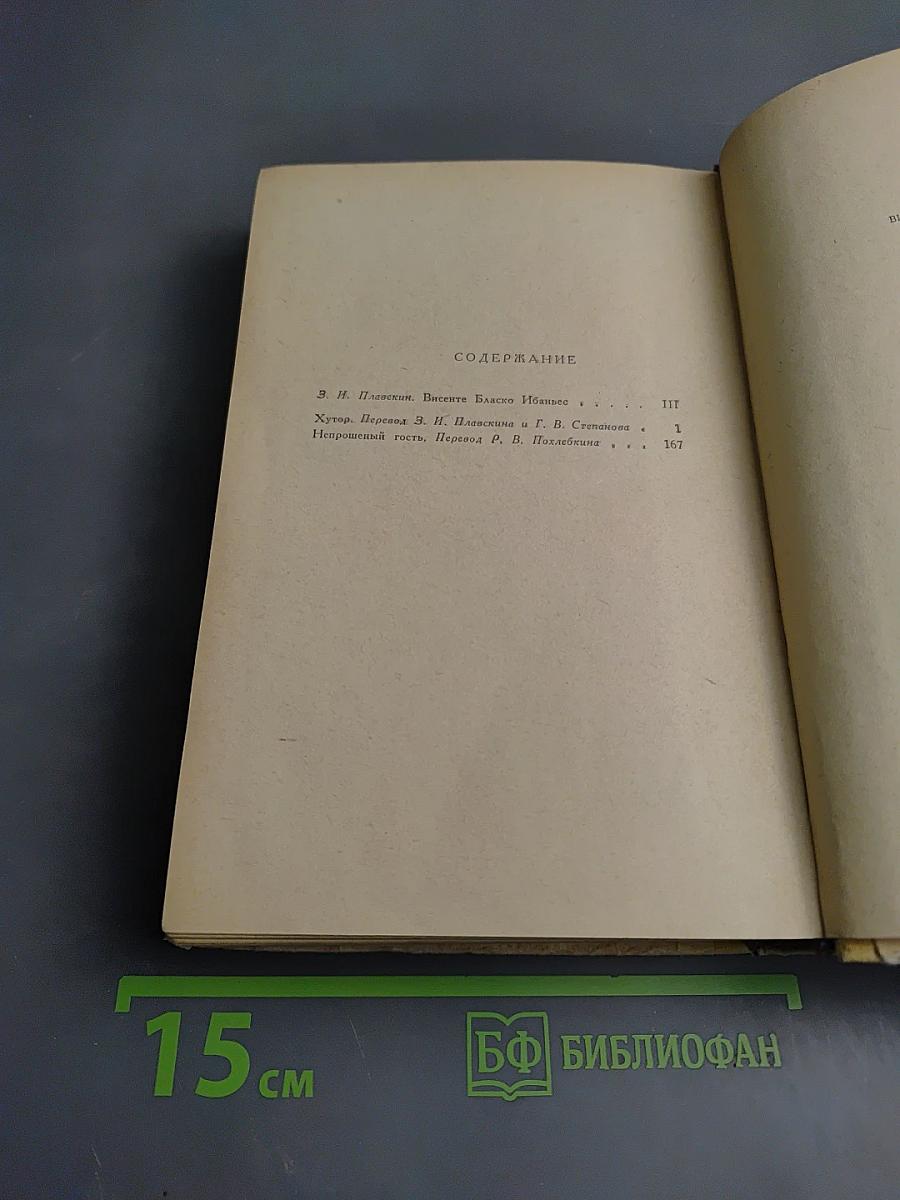 СОДЕРЖАНИЕ
З. И. Плавскин. Висенте Бласко Ибаньес . . . . . III
Хутор. Перевод З. И. Плавскина и Г. В. Степанова . 1
Непрошеный гость. Перевод Р. В. Похлебкина . . . 167
15 см
БФ БИБЛИОФАН